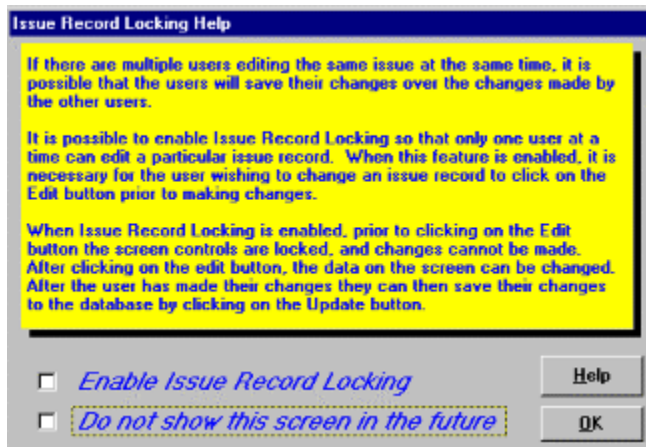 Issue Record Locking Help
If there are multiple users editing the same issue at the same time, it is
possible that the users will save their changes over the changes made by
the other users.
It is possible to enable Issue Record Locking so that only one user at a
time can edit a particular issue record. When this feature is enabled, it is
necessary for the user wishing to change an issue record to click on the
Edit button prior to making changes.
When Issue Record Locking is enabled, prior to clicking on the Edit
button the screen controls are locked, and changes cannot be made.
After clicking on the edit button, the data on the screen can be changed.
After the user has made their changes they can then save their changes
to the database by clicking on the Update button.
Enable Issue Record Locking
Help
Do not show this screen in the future
OK